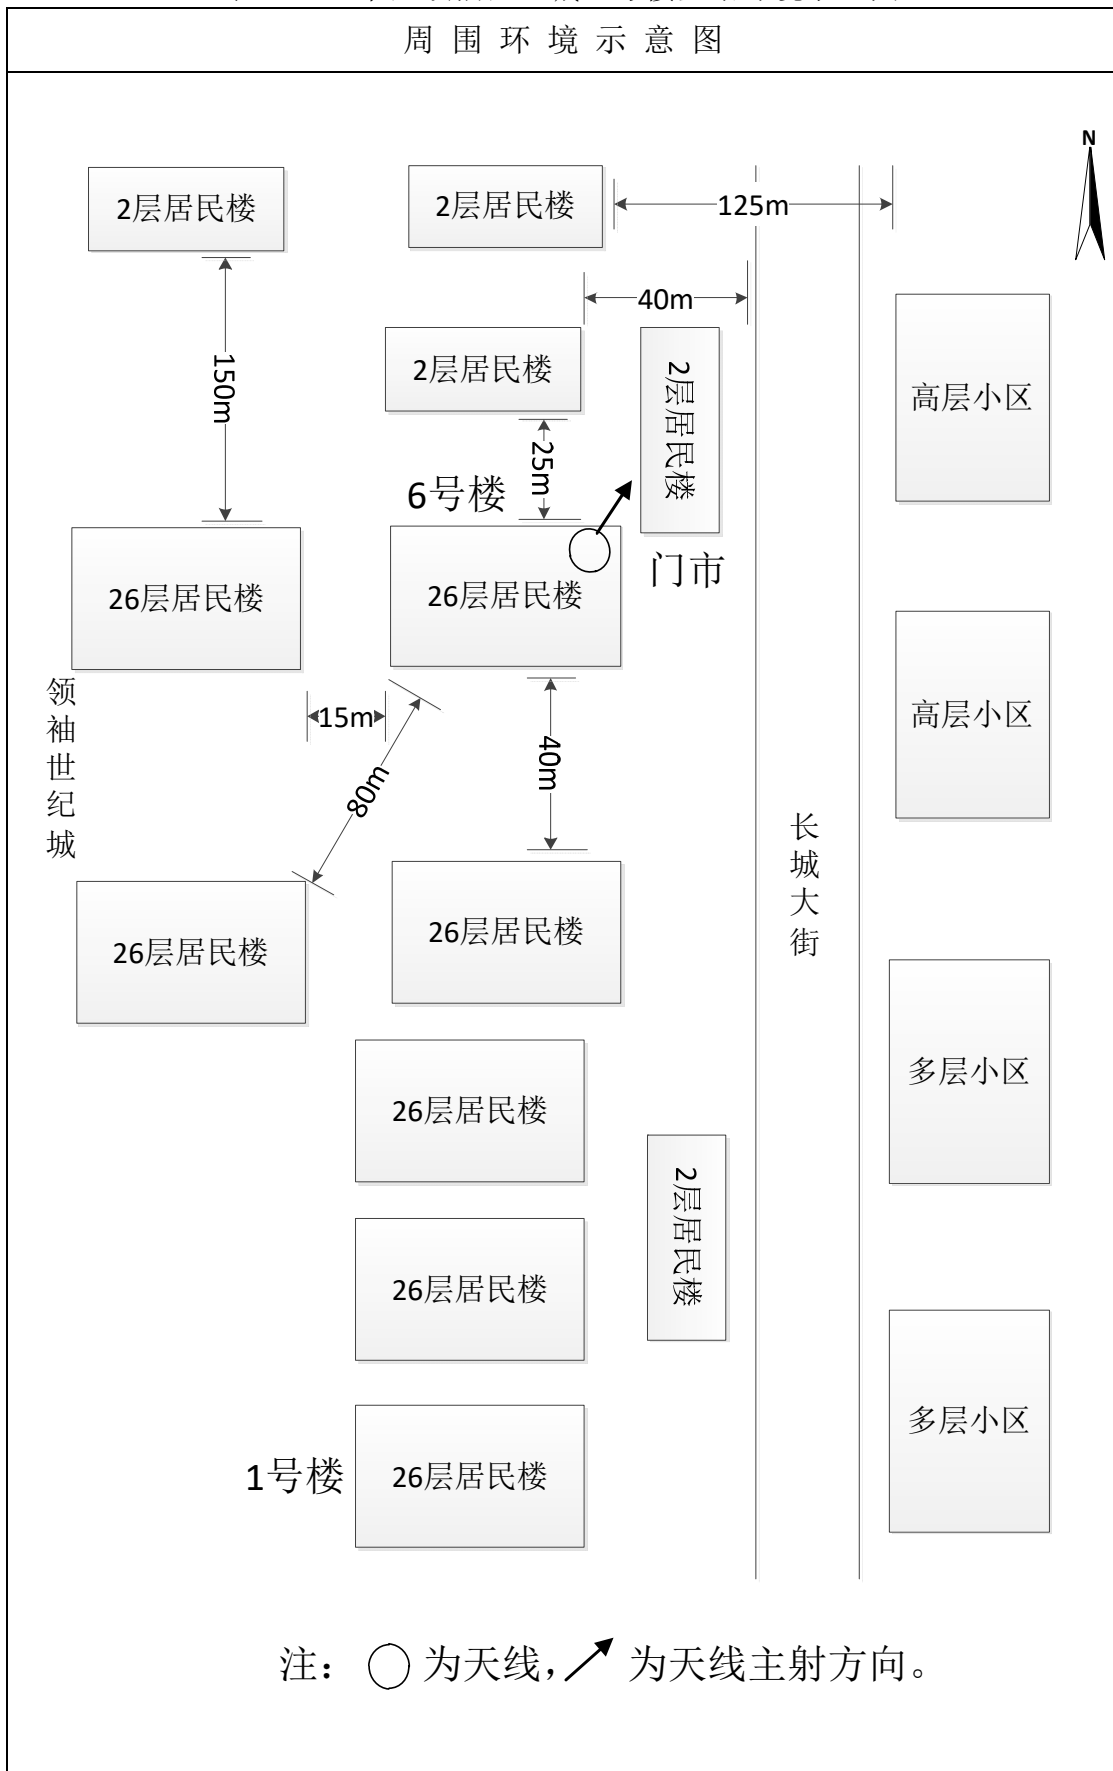 周围环境示意图
N
2层居民楼
2层居民楼
125m
40m
2层居民楼
2层居民楼
高层小区
150m
25m
6号楼
门市
26层居民楼
26层居民楼
高层小区
领袖世纪城
15m
80m
40m
长城大街
26层居民楼
26层居民楼
多层小区
26层居民楼
2层居民楼
26层居民楼
多层小区
1号楼
26层居民楼
注：○为天线，↗为天线主射方向。